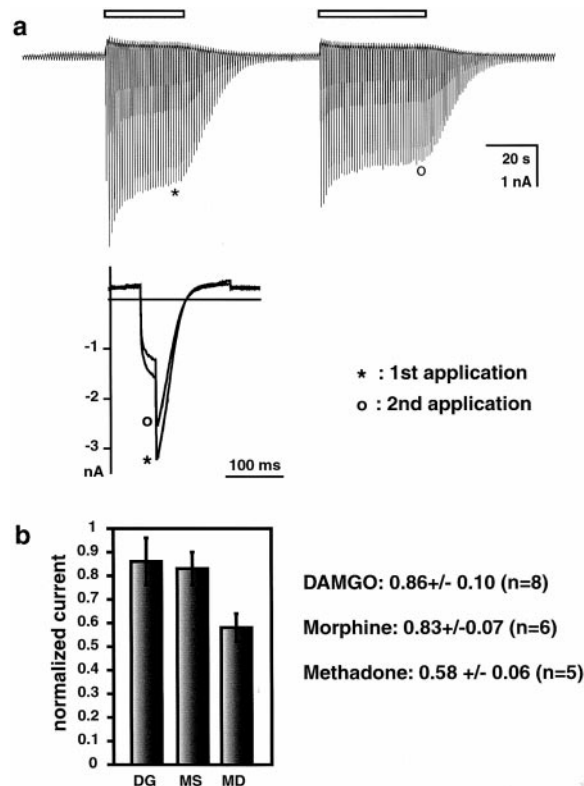 a
*
o
20 s
1 nA
-1
-2
-3
nA
o
*
100 ms
* : 1st application
o : 2nd application
b
normalized current
1
0.9
0.8
0.7
0.6
0.5
0.4
0.3
0.2
0.1
0
DG MS MD
DAMGO: 0.86+/- 0.10 (n=8)
Morphine: 0.83+/-0.07 (n=6)
Methadone: 0.58 +/- 0.06 (n=5)